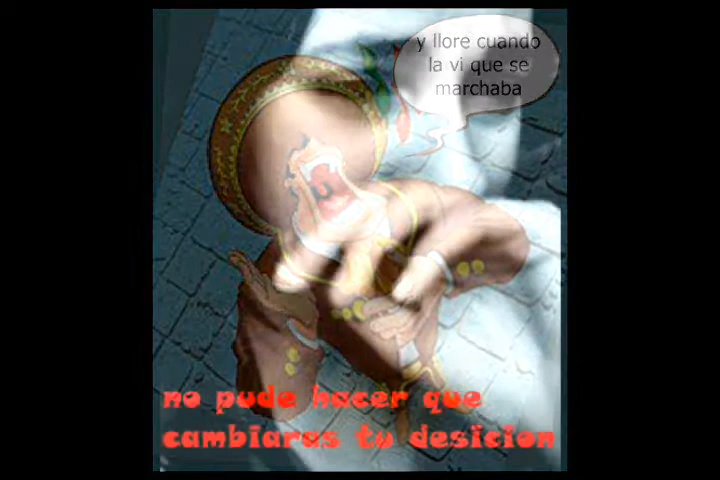 y llore cuando
la vi que se
marchaba
no pude hacer que
cambiaras tu desicion